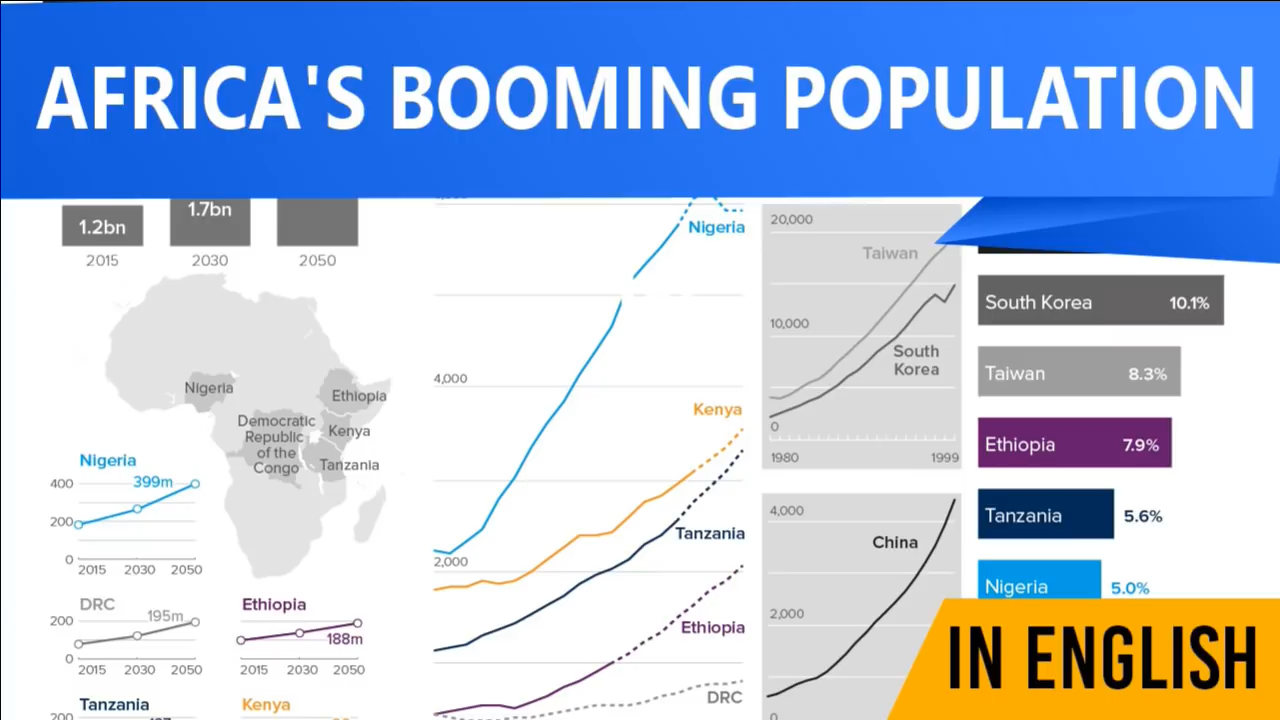 AFRICA'S BOOMING POPULATION
1.2bn
1.7bn
2015
2030
2050
Nigeria
Ethiopia
Democratic
Republic
of the
Congo
Kenya
Tanzania
Nigeria
399m
400
200
0
2015
2030
2050
DRC
195m
200
0
2015
2030
2050
Ethiopia
188m
2015
2030
2050
Tanzania
200
Kenya
Nigeria
4,000
Kenya
Tanzania
2,000
Ethiopia
DRC
20,000
Taiwan
10,000
South
Korea
0
1980
1999
4,000
China
2,000
0
South Korea 10.1%
Taiwan 8.3%
Ethiopia 7.9%
Tanzania 5.6%
Nigeria 5.0%
IN ENGLISH